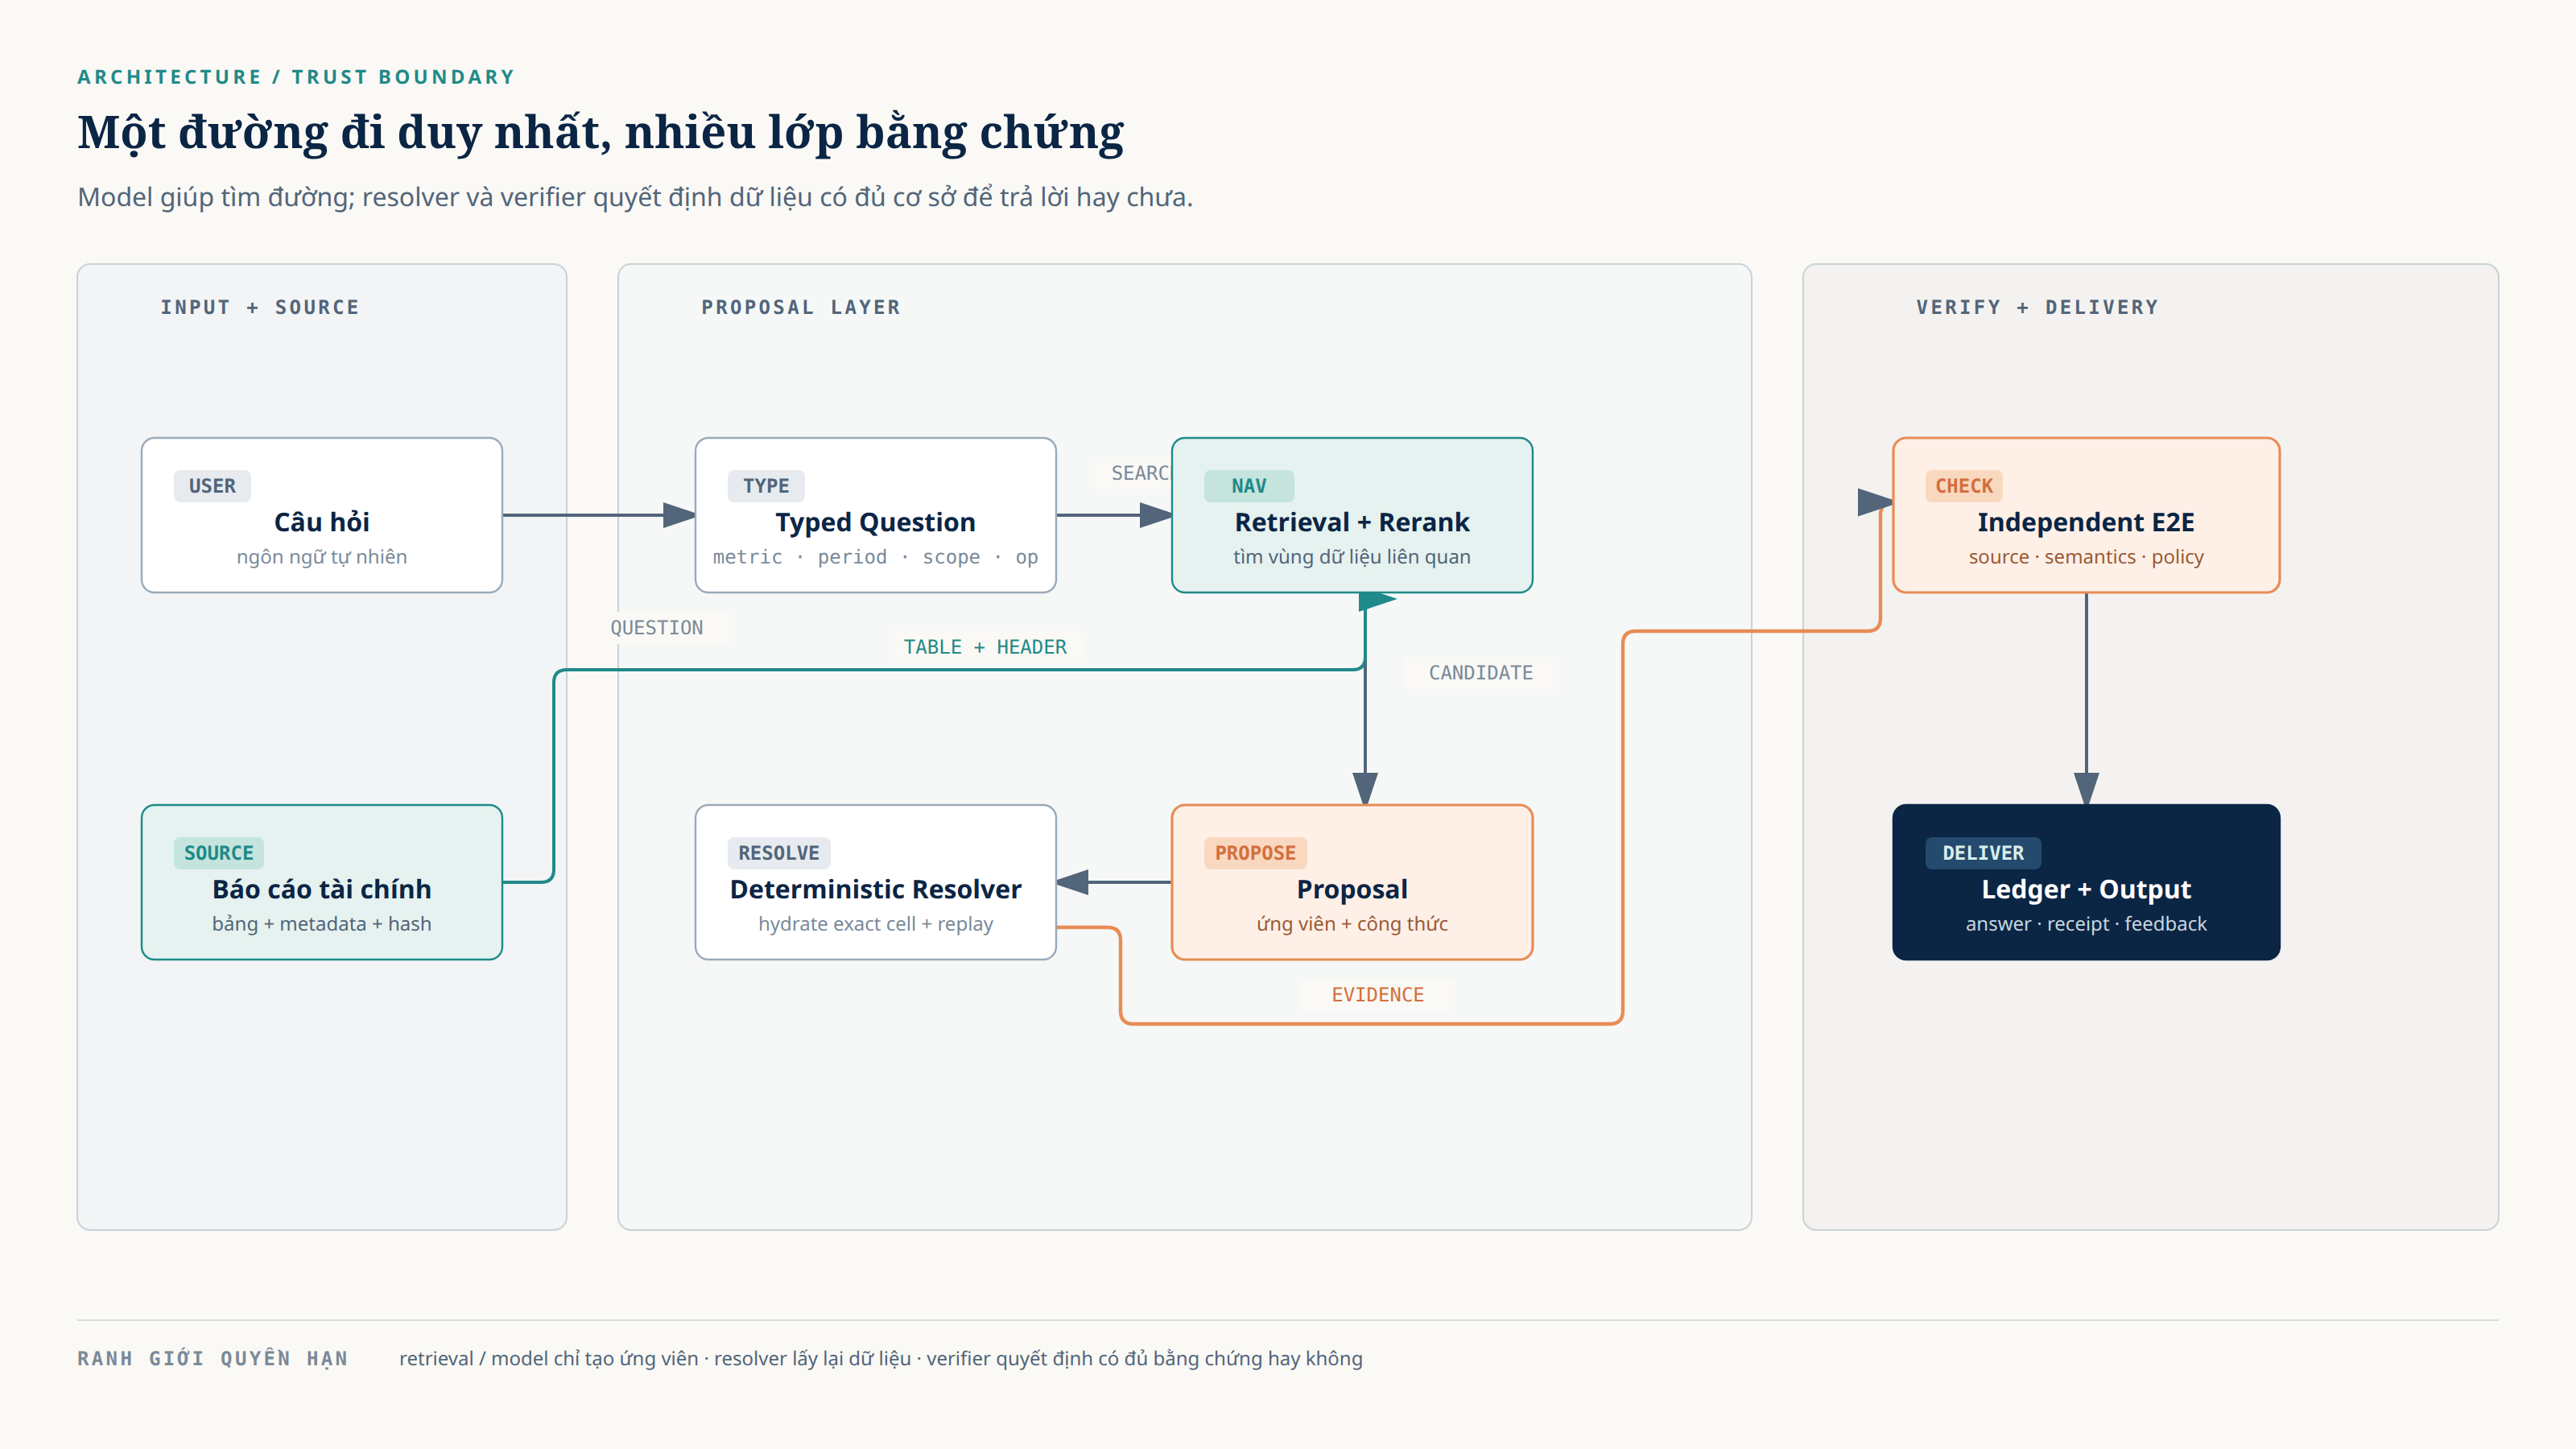 ARCHITECTURE / TRUST BOUNDARY
Một đường đi duy nhất, nhiều lớp bằng chứng
Model giúp tìm đường; resolver và verifier quyết định dữ liệu có đủ cơ sở để trả lời hay chưa.
INPUT + SOURCE
PROPOSAL LAYER
VERIFY + DELIVERY
USER
Câu hỏi
ngôn ngữ tự nhiên
TYPE
Typed Question
metric · period · scope · op
SEARC
NAV
Retrieval + Rerank
tìm vùng dữ liệu liên quan
CHECK
Independent E2E
source · semantics · policy
QUESTION
TABLE + HEADER
CANDIDATE
SOURCE
Báo cáo tài chính
bảng + metadata + hash
RESOLVE
Deterministic Resolver
hydrate exact cell + replay
PROPOSE
Proposal
ứng viên + công thức
DELIVER
Ledger + Output
answer · receipt · feedback
EVIDENCE
RANH GIỚI QUYỀN HẠN
retrieval / model chỉ tạo ứng viên · resolver lấy lại dữ liệu · verifier quyết định có đủ bằng chứng hay không